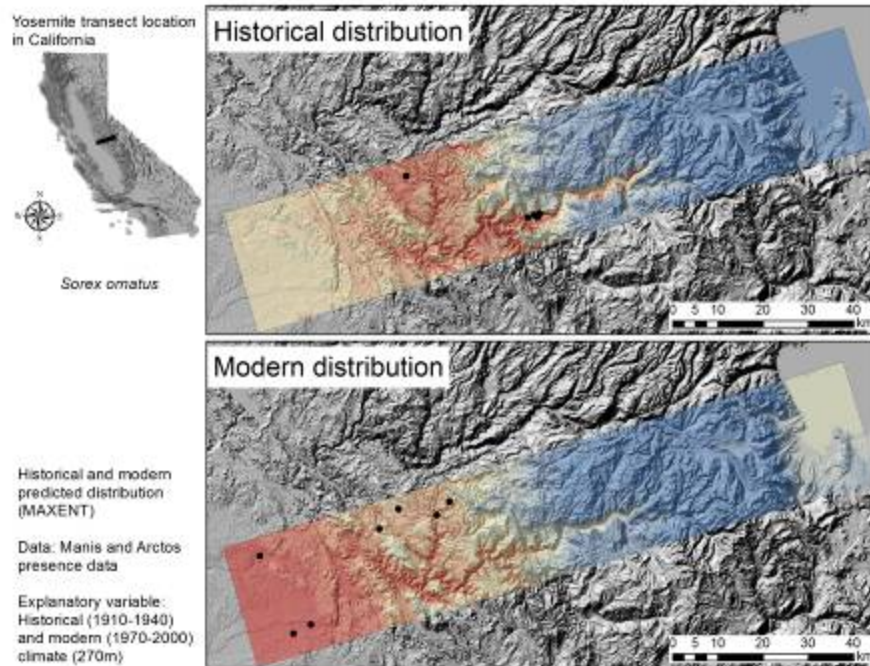 Yosemite transect location
in California
Sorex ornatus
Historical and modern
predicted distribution
(MAXENT)
Data: Manis and Arctos
presence data
Explanatory variable:
Historical (1910-1940)
and modern (1970-2000)
climate (270m)
Historical distribution
0 5 10 20 30 40
km
Modern distribution
0 5 10 20 30 40
km